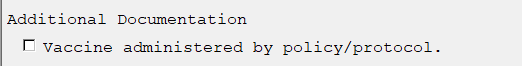 Additional Documentation
Vaccine administered by policy/protocol.